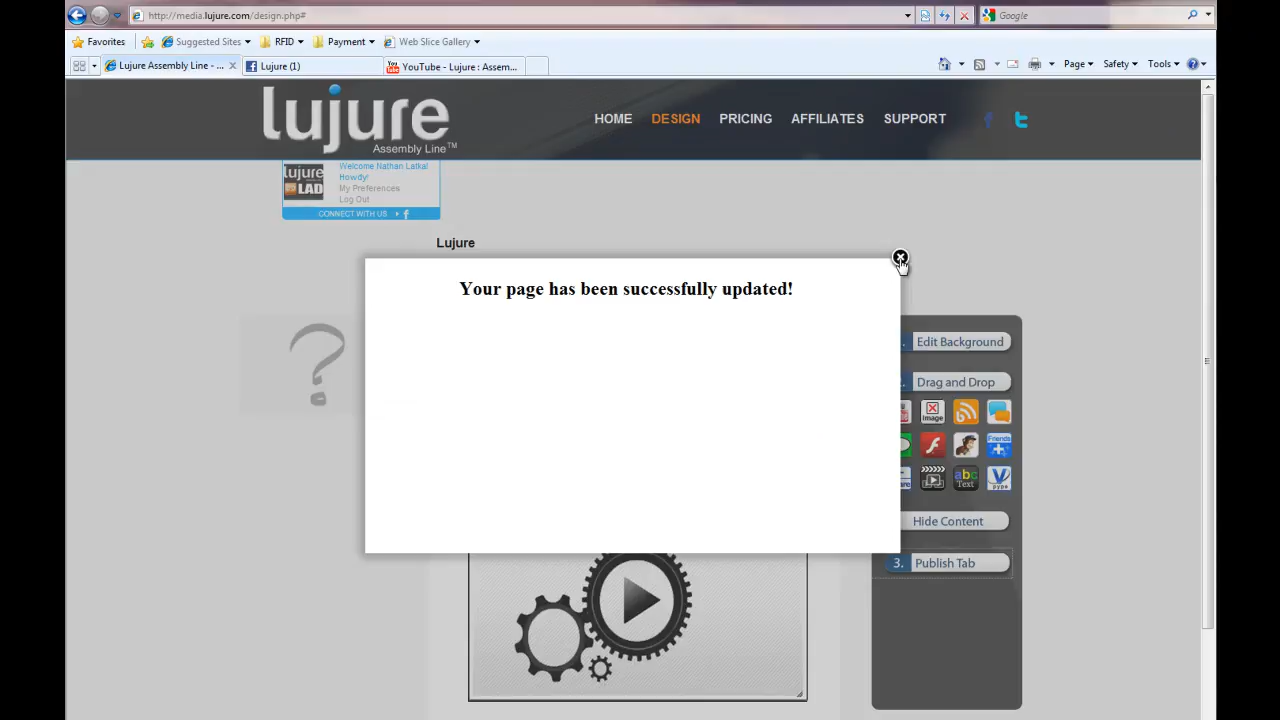 http://media.lujure.com/design.php#
Google
Favorites
Suggested Sites
RFID
Payment
Web Slice Gallery
Lujure Assembly Line - ...
Lujure (1)
YouTube - Lujure : Assem...
Page
Safety
Tools
lujure
Assembly Line™
HOME
DESIGN
PRICING
AFFILIATES
SUPPORT
lujure
LAD
Welcome Nathan Latka!
Howdy!
My Preferences
Log Out
CONNECT WITH US
Lujure
Your page has been successfully updated!
Edit Background
Drag and Drop
Image
Friends
abc
Text
Hide Content
3. Publish Tab